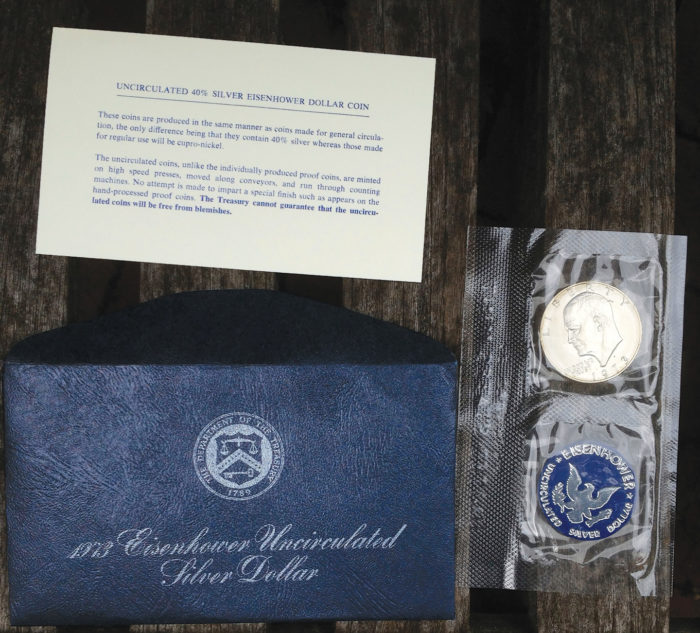 UNCIRCULATED 40% SILVER EISENHOWER DOLLAR COIN
These coins are produced in the same manner as coins made for general circula-
tion, the only difference being that they contain 40% silver whereas those made
for regular use will be cupro-nickel.
The uncirculated coins, unlike the individually produced proof coins, are minted
on high speed presses, moved along conveyors, and run through counting
machines. No attempt is made to impart a special finish such as appears on the
hand-processed proof coins. The Treasury cannot guarantee that the uncircu-
lated coins will be free from blemishes.
LIBERTY
1973
EISENHOWER
UNCIRCULATED SILVER DOLLAR
THE DEPARTMENT OF THE TREASURY
1789
1973 Eisenhower Uncirculated
Silver Dollar